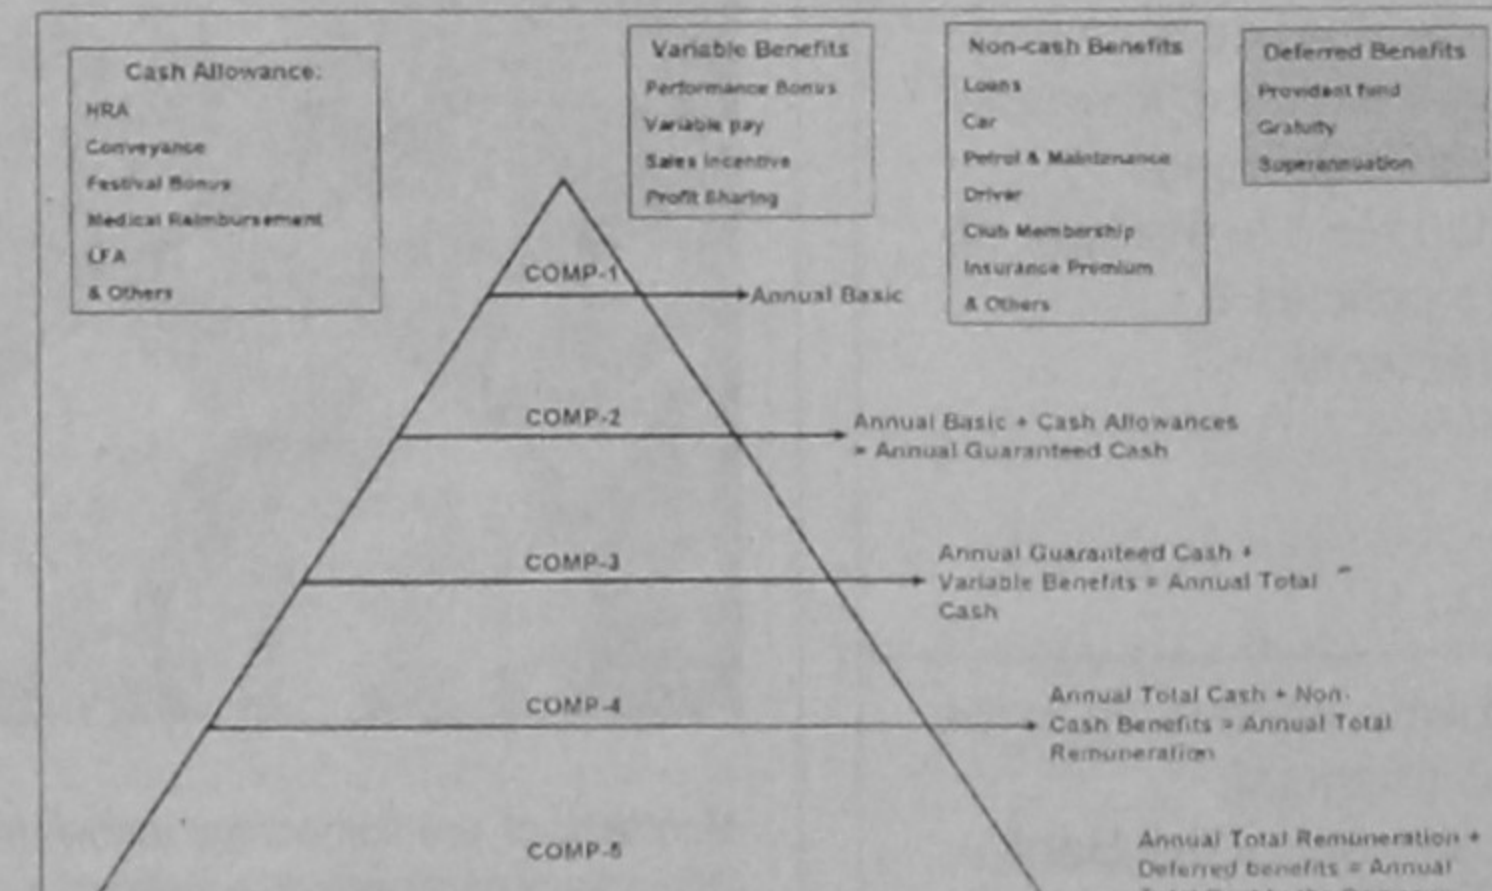 Cash Allowance:
HRA
Conveyance
Festival Bonus
Medical Reimbursement
LFA
& Others
Variable Benefits
Performance Bonus
Variable pay
Sales Incentive
Profit Sharing
Non-cash Benefits
Loans
Car
Petrol & Maintenance
Driver
Club Membership
Insurance Premium
& Others
Deferred Benefits
Provident fund
Gratuity
Superannuation
COMP-1
Annual Basic
COMP-2
Annual Basic + Cash Allowances
= Annual Guaranteed Cash
COMP-3
Annual Guaranteed Cash +
Variable Benefits = Annual Total
Cash
COMP-4
Annual Total Cash + Non-
Cash Benefits = Annual Total
Remuneration
COMP-5
Annual Total Remuneration +
Deferred benefits = Annual